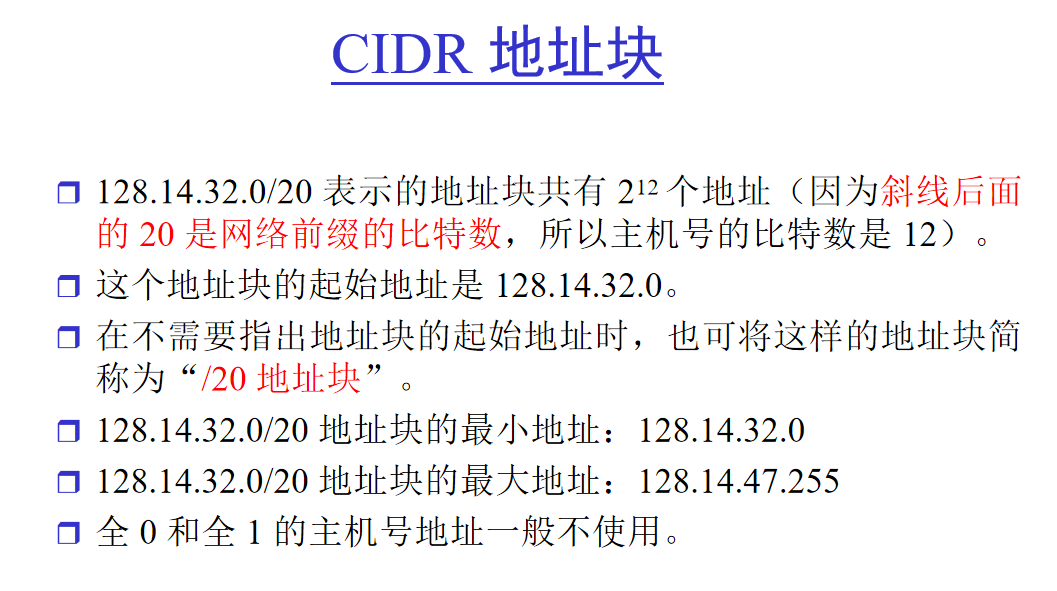 CIDR 地址块
128.14.32.0/20 表示的地址块共有 2¹² 个地址（因为斜线后面
的 20 是网络前缀的比特数，所以主机号的比特数是 12）。
这个地址块的起始地址是 128.14.32.0。
在不需要指出地址块的起始地址时，也可将这样的地址块简
称为“/20 地址块”。
128.14.32.0/20 地址块的最小地址：128.14.32.0
128.14.32.0/20 地址块的最大地址：128.14.47.255
全 0 和全 1 的主机号地址一般不使用。